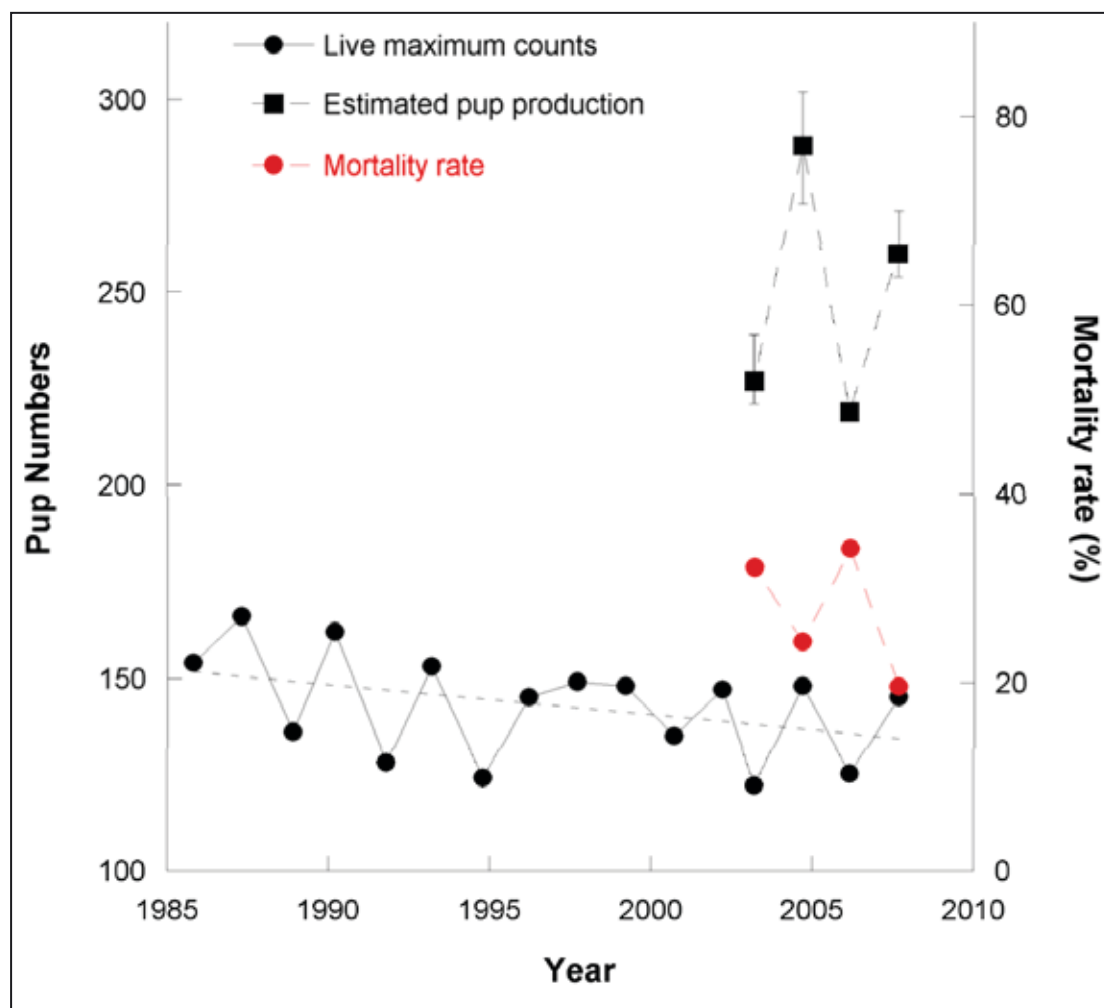 Live maximum counts
Estimated pup production
Mortality rate
300
250
200
150
100
80
60
40
20
0
1985 1990 1995 2000 2005 2010
Pup Numbers
Mortality rate (%)
Year